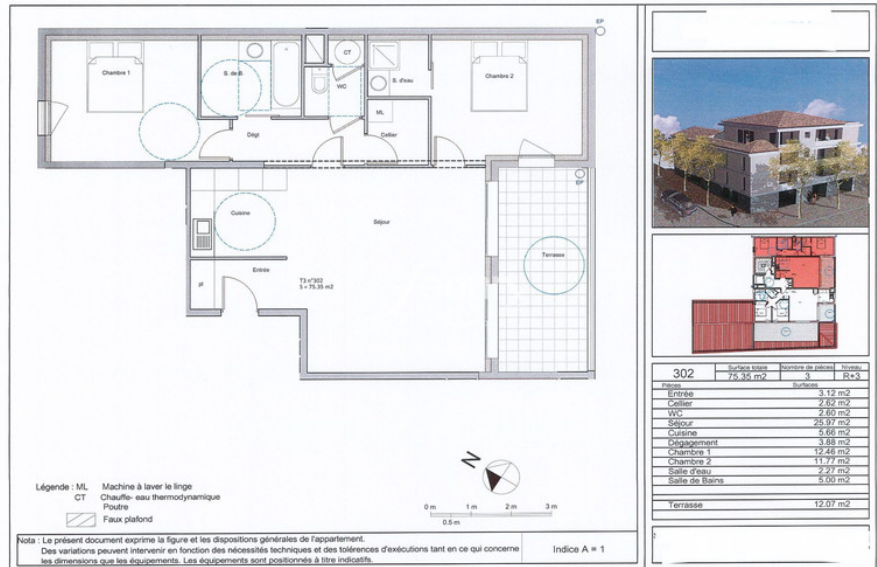 EP
Chambre 1
S. de B.
CT
WC
S. d'eau
Chambre 2
ML
Dégt
Cellier
EP
Cuisine
Séjour
Terrasse
Entrée
pl
T3 n°302
S = 75.35 m2
N
Légende : ML Machine à laver le linge
CT Chauffe- eau thermodynamique
Poutre
Faux plafond
0 m 1 m 2 m 3 m
0.5 m
Nota : Le présent document exprime la figure et les dispositions générales de l'appartement.
Des variations peuvent intervenir en fonction des nécessités techniques et des tolérences d'exécutions tant en ce qui concerne
les dimensions que les équipements. Les équipements sont positionnés à titre indicatifs.
Indice A = 1
302 Surface totale Nombre de pièces Niveau
75.35 m2 3 R+3
Pièces Surfaces
Entrée 3.12 m2
Cellier 2.62 m2
WC 2.60 m2
Séjour 25.97 m2
Cuisine 5.66 m2
Dégagement 3.88 m2
Chambre 1 12.46 m2
Chambre 2 11.77 m2
Salle d'eau 2.27 m2
Salle de Bains 5.00 m2
Terrasse 12.07 m2